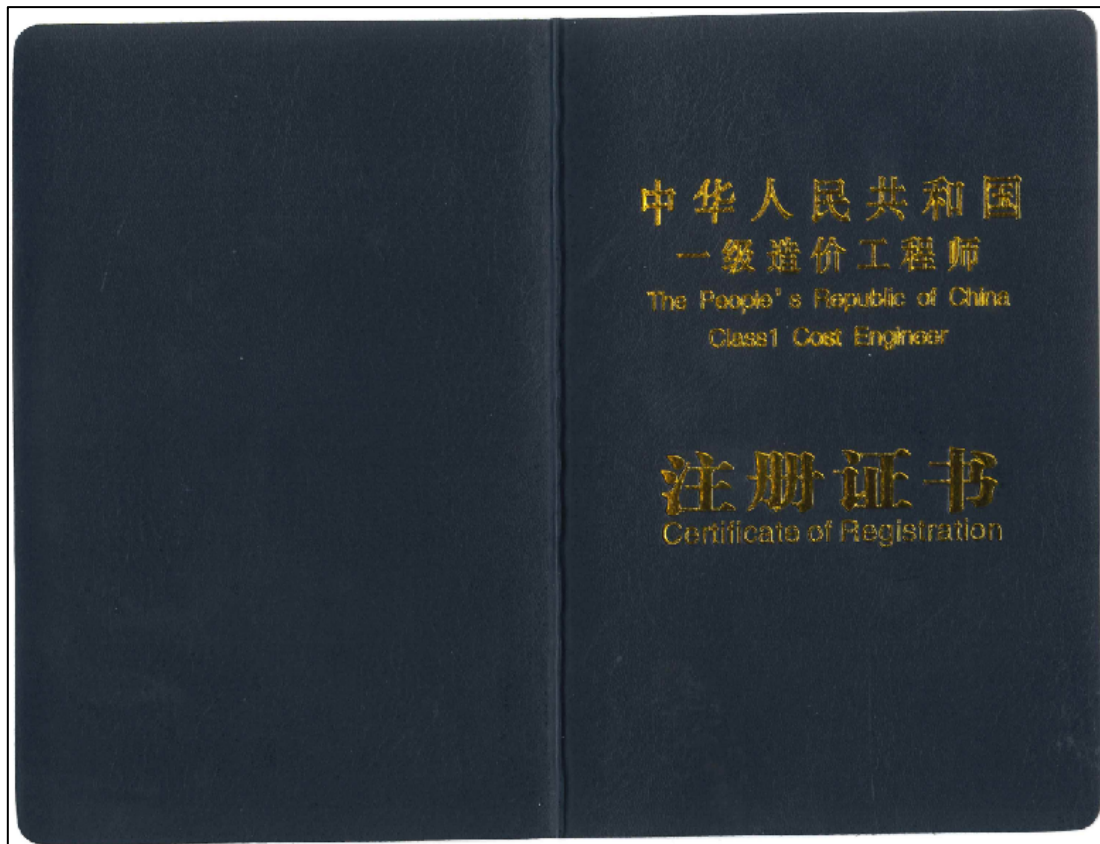 中华人民共和国
一级造价工程师
The People's Republic of China
Class1 Cost Engineer
注册证书
Certificate of Registration